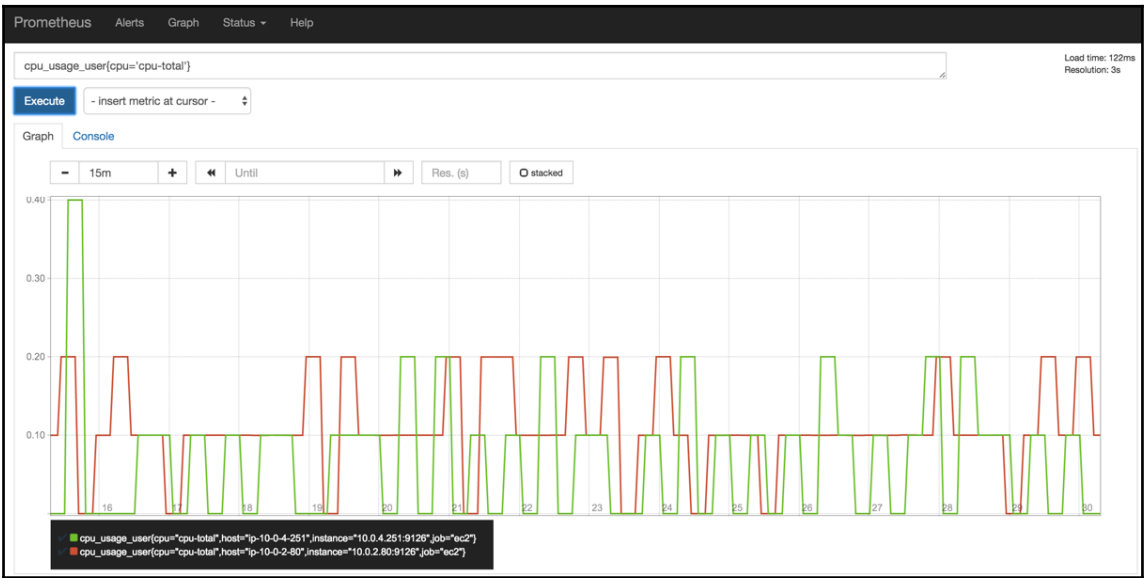 Prometheus Alerts Graph Status Help
cpu_usage_user{cpu='cpu-total'}
Load time: 122ms
Resolution: 3s
Execute - insert metric at cursor -
Graph Console
15m Until Res. (s) stacked
0.40
0.30
0.20
0.10
16 17 18 19 20 21 22 23 24 25 26 27 28 29 30
cpu_usage_user{cpu="cpu-total",host="ip-10-0-4-251",instance="10.0.4.251:9126",job="ec2"}
cpu_usage_user{cpu="cpu-total",host="ip-10-0-2-80",instance="10.0.2.80:9126",job="ec2"}